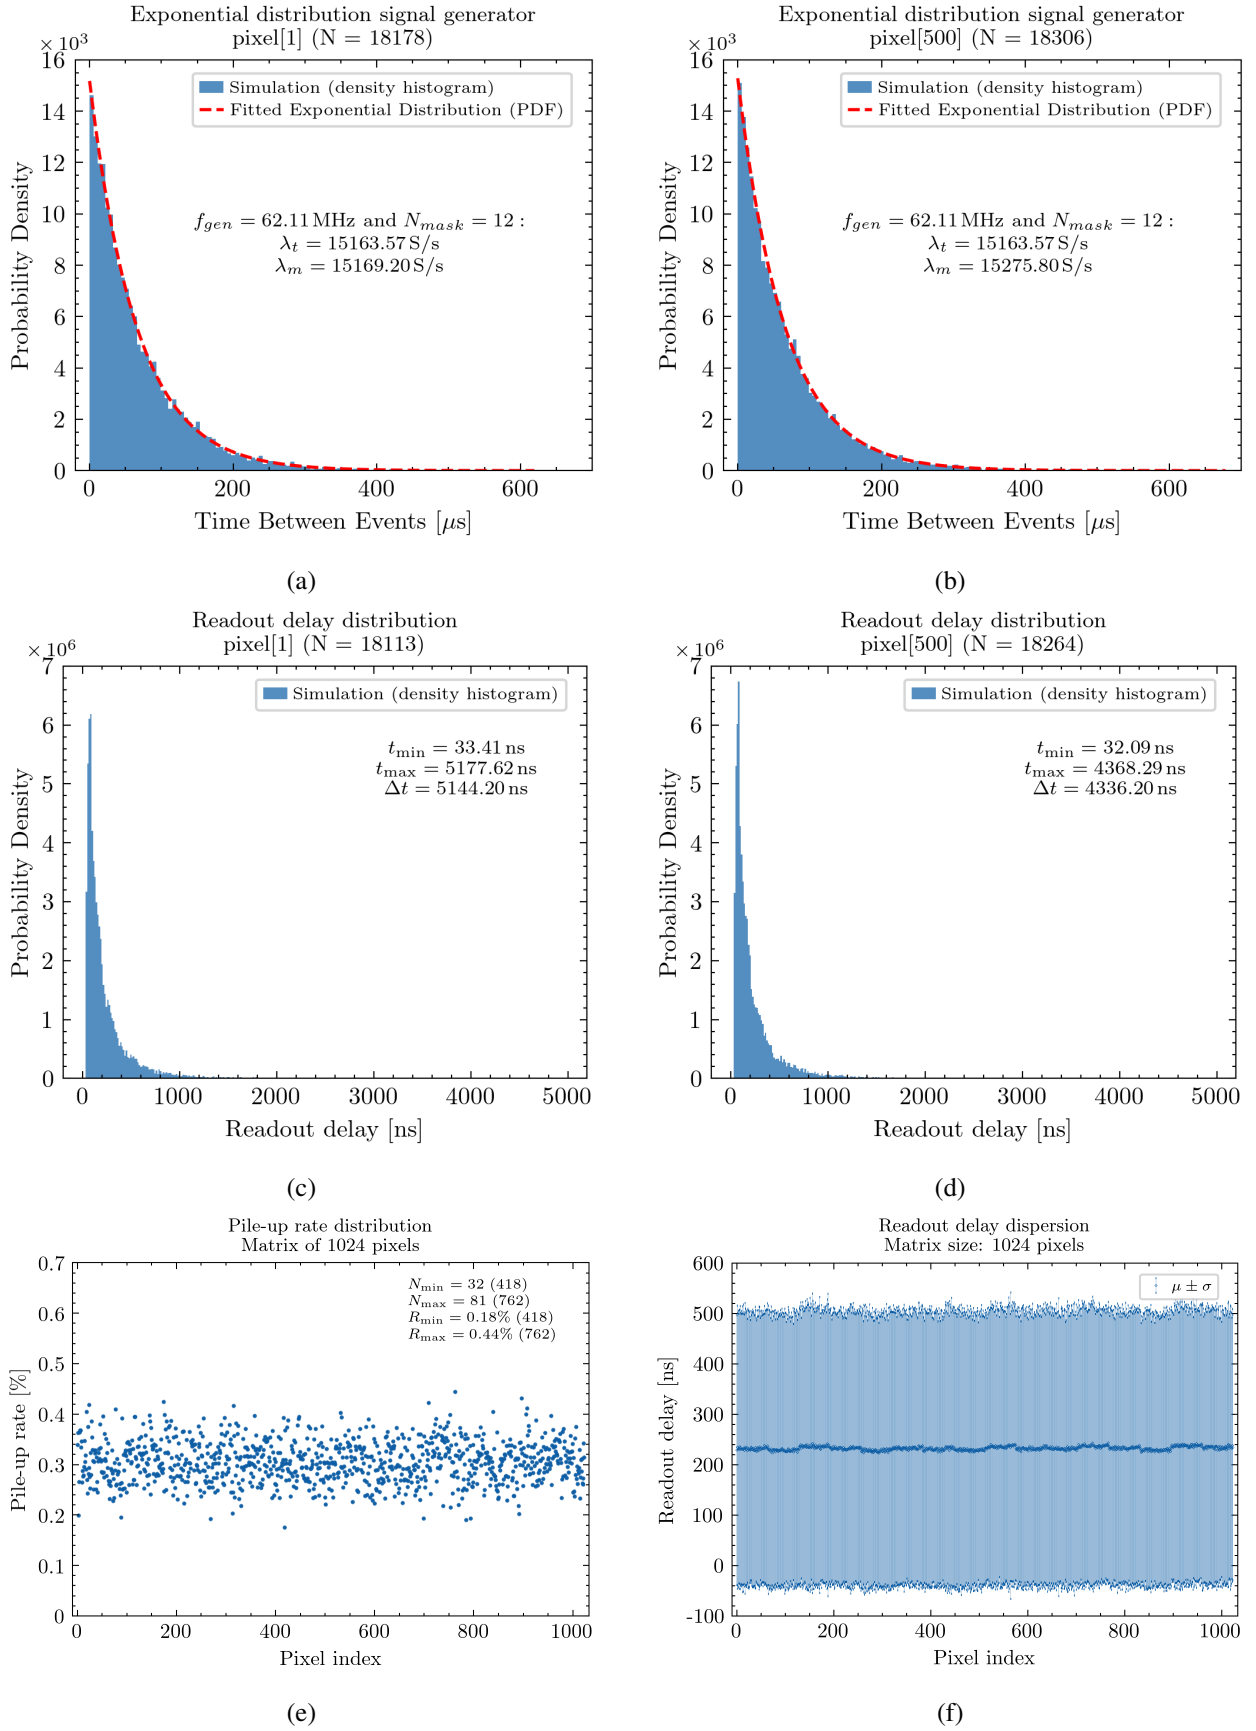 Exponential distribution signal generator
pixel[1] (N = 18178)
×10³
16
14
12
10
8
6
4
2
0
Probability Density
Simulation (density histogram)
Fitted Exponential Distribution (PDF)
f_gen = 62.11 MHz and N_mask = 12 :
λ_t = 15163.57 S/s
λ_m = 15169.20 S/s
0 200 400 600
Time Between Events [μs]
(a)
Exponential distribution signal generator
pixel[500] (N = 18306)
×10³
16
14
12
10
8
6
4
2
0
Probability Density
Simulation (density histogram)
Fitted Exponential Distribution (PDF)
f_gen = 62.11 MHz and N_mask = 12 :
λ_t = 15163.57 S/s
λ_m = 15275.80 S/s
0 200 400 600
Time Between Events [μs]
(b)
Readout delay distribution
pixel[1] (N = 18113)
×10⁶
7
6
5
4
3
2
1
0
Probability Density
Simulation (density histogram)
t_min = 33.41 ns
t_max = 5177.62 ns
Δt = 5144.20 ns
0 1000 2000 3000 4000 5000
Readout delay [ns]
(c)
Readout delay distribution
pixel[500] (N = 18264)
×10⁶
7
6
5
4
3
2
1
0
Probability Density
Simulation (density histogram)
t_min = 32.09 ns
t_max = 4368.29 ns
Δt = 4336.20 ns
0 1000 2000 3000 4000 5000
Readout delay [ns]
(d)
Pile-up rate distribution
Matrix of 1024 pixels
0.7
0.6
0.5
0.4
0.3
0.2
0.1
0
Pile-up rate [%]
N_min = 32 (418)
N_max = 81 (762)
R_min = 0.18% (418)
R_max = 0.44% (762)
0 200 400 600 800 1000
Pixel index
(e)
Readout delay dispersion
Matrix size: 1024 pixels
600
500
400
300
200
100
0
-100
Readout delay [ns]
μ ± σ
0 200 400 600 800 1000
Pixel index
(f)